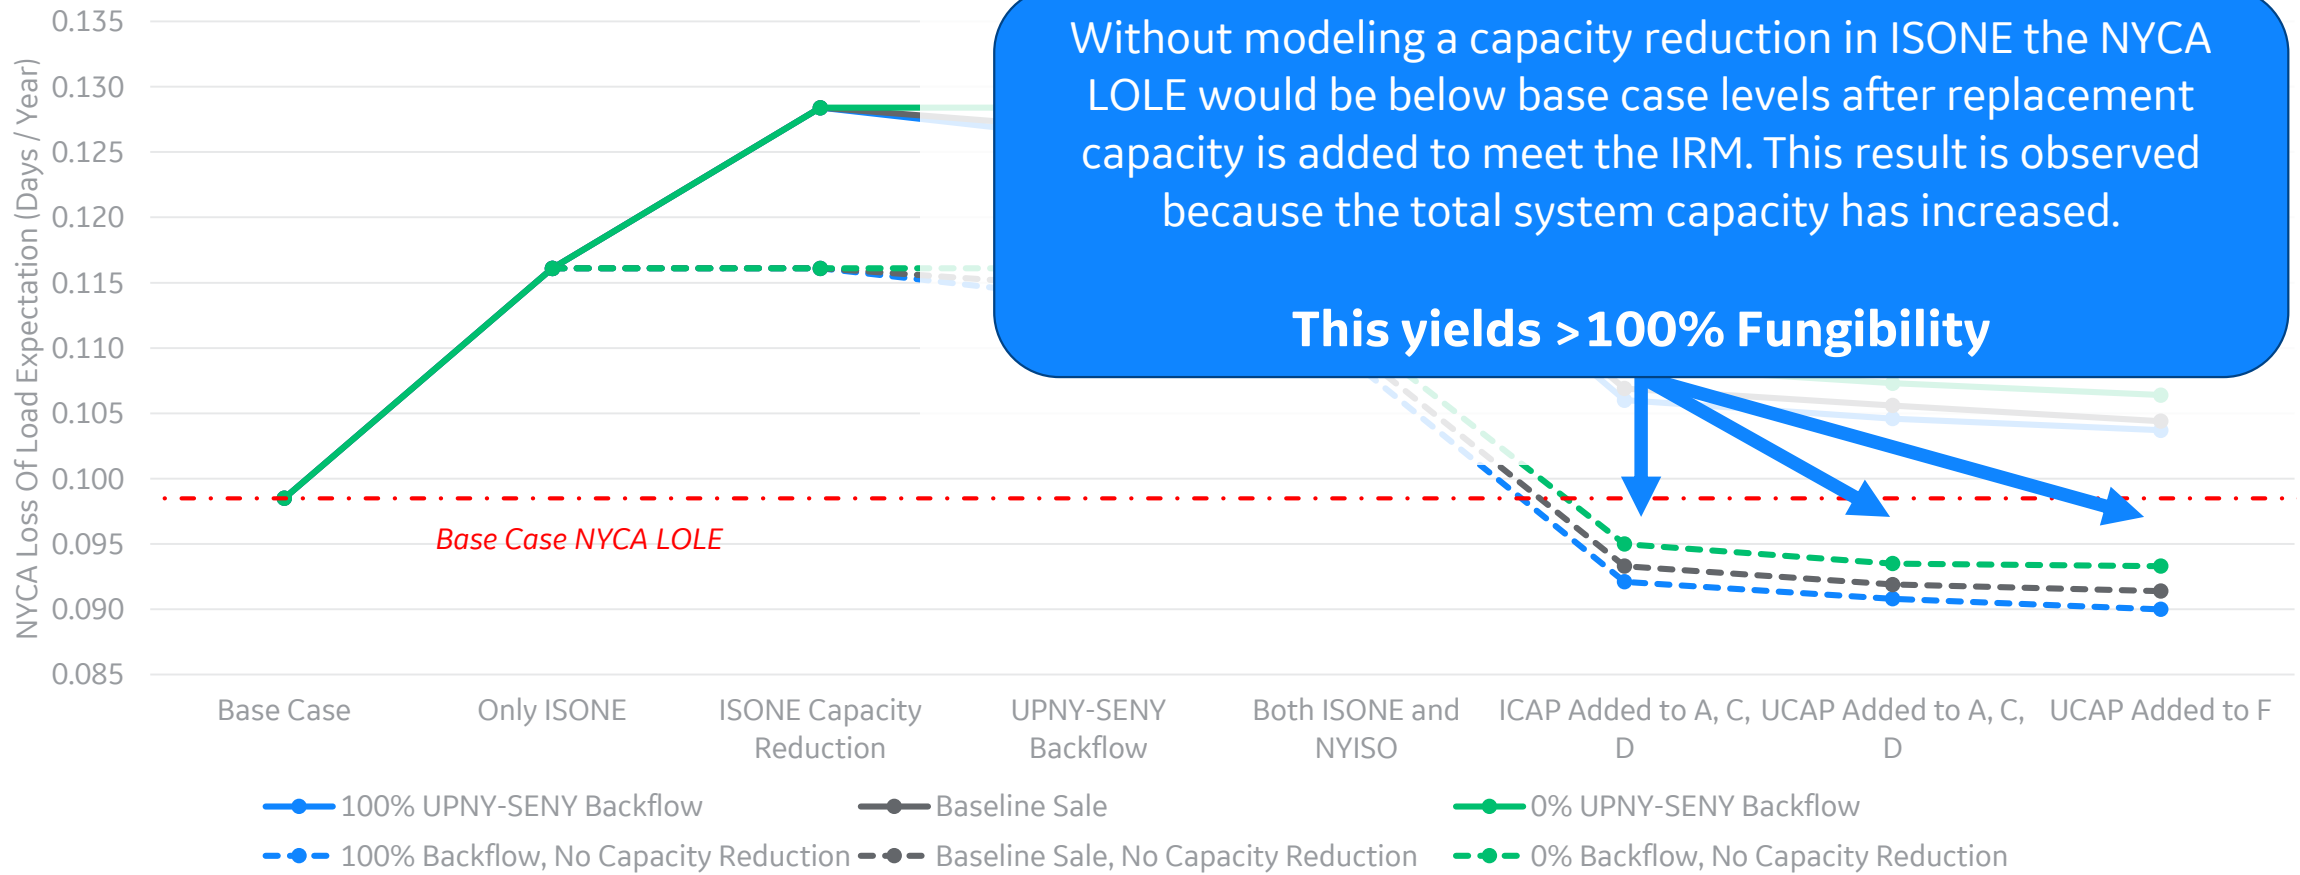 Without modeling a capacity reduction in ISONE the NYCA
LOLE would be below base case levels after replacement
capacity is added to meet the IRM. This result is observed
because the total system capacity has increased.
This yields >100% Fungibility
NYCA Loss Of Load Expectation (Days / Year)
0.135
0.130
0.125
0.120
0.115
0.110
0.105
0.100
0.095
0.090
0.085
Base Case NYCA LOLE
Base Case
Only ISONE
ISONE Capacity
Reduction
UPNY-SENY
Backflow
Both ISONE and
NYISO
ICAP Added to A, C,
D
UCAP Added to A, C,
D
UCAP Added to F
100% UPNY-SENY Backflow
Baseline Sale
0% UPNY-SENY Backflow
100% Backflow, No Capacity Reduction
Baseline Sale, No Capacity Reduction
0% Backflow, No Capacity Reduction